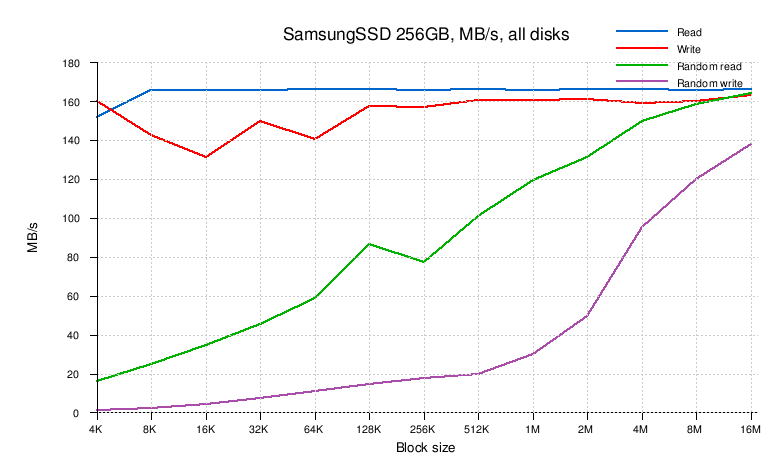 SamsungSSD 256GB, MB/s, all disks
Read
Write
Random read
Random write
MB/s
180
160
140
120
100
80
60
40
20
0
4K 8K 16K 32K 64K 128K 256K 512K 1M 2M 4M 8M 16M
Block size